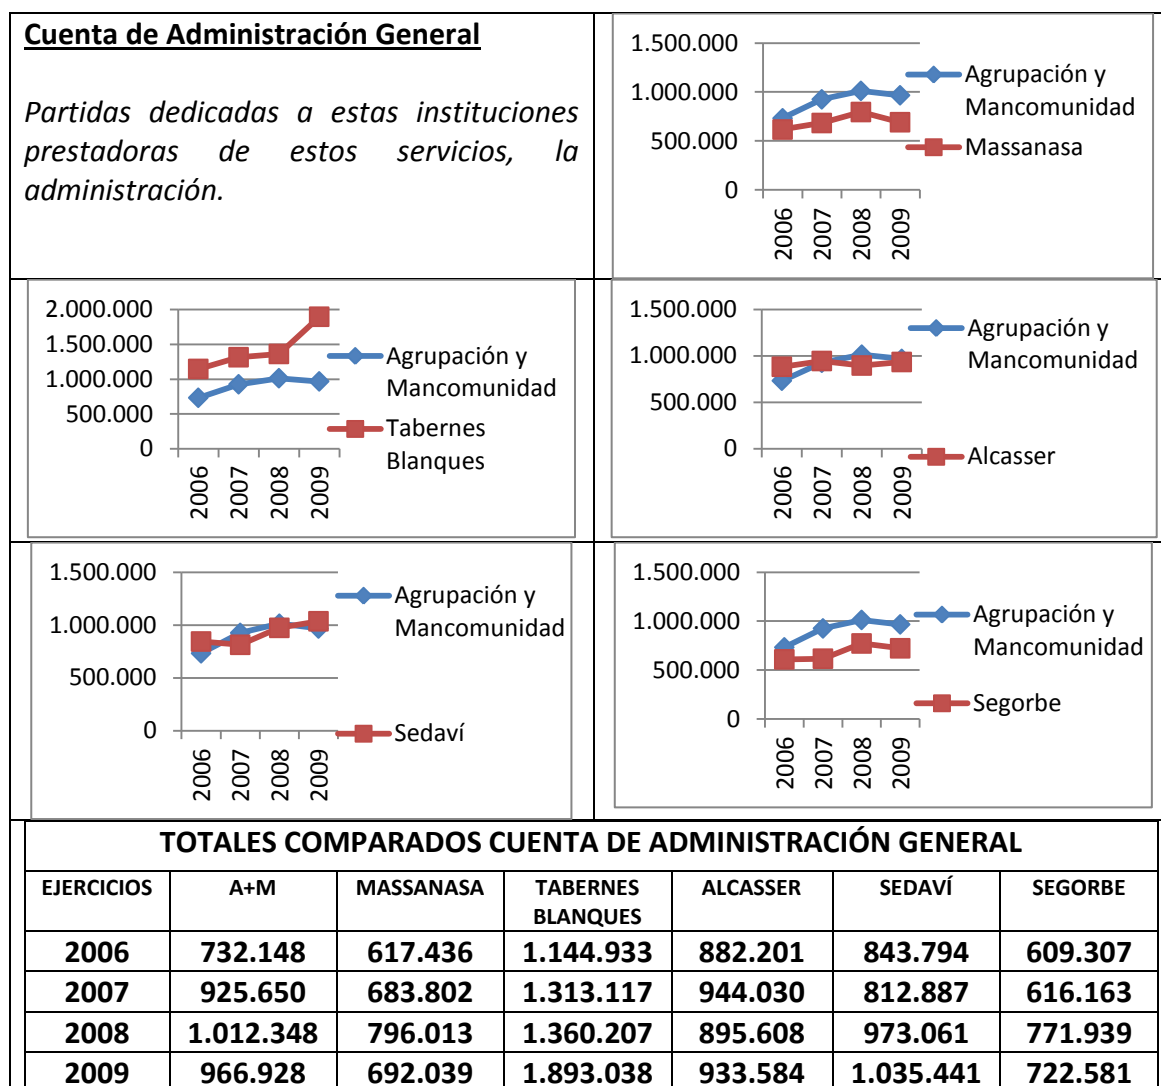 Cuenta de Administración General
Partidas dedicadas a estas instituciones
prestadoras de estos servicios, la
administración.
1.500.000
1.000.000
500.000
0
2006 2007 2008 2009
Agrupación y
Mancomunidad
Massanasa
2.000.000
1.500.000
1.000.000
500.000
0
2006 2007 2008 2009
Agrupación y
Mancomunidad
Tabernes
Blanques
1.500.000
1.000.000
500.000
0
2006 2007 2008 2009
Agrupación y
Mancomunidad
Alcasser
1.500.000
1.000.000
500.000
0
2006 2007 2008 2009
Agrupación y
Mancomunidad
Sedaví
1.500.000
1.000.000
500.000
0
2006 2007 2008 2009
Agrupación y
Mancomunidad
Segorbe
TOTALES COMPARADOS CUENTA DE ADMINISTRACIÓN GENERAL
EJERCICIOS A+M MASSANASA TABERNES BLANQUES ALCASSER SEDAVÍ SEGORBE
2006 732.148 617.436 1.144.933 882.201 843.794 609.307
2007 925.650 683.802 1.313.117 944.030 812.887 616.163
2008 1.012.348 796.013 1.360.207 895.608 973.061 771.939
2009 966.928 692.039 1.893.038 933.584 1.035.441 722.581